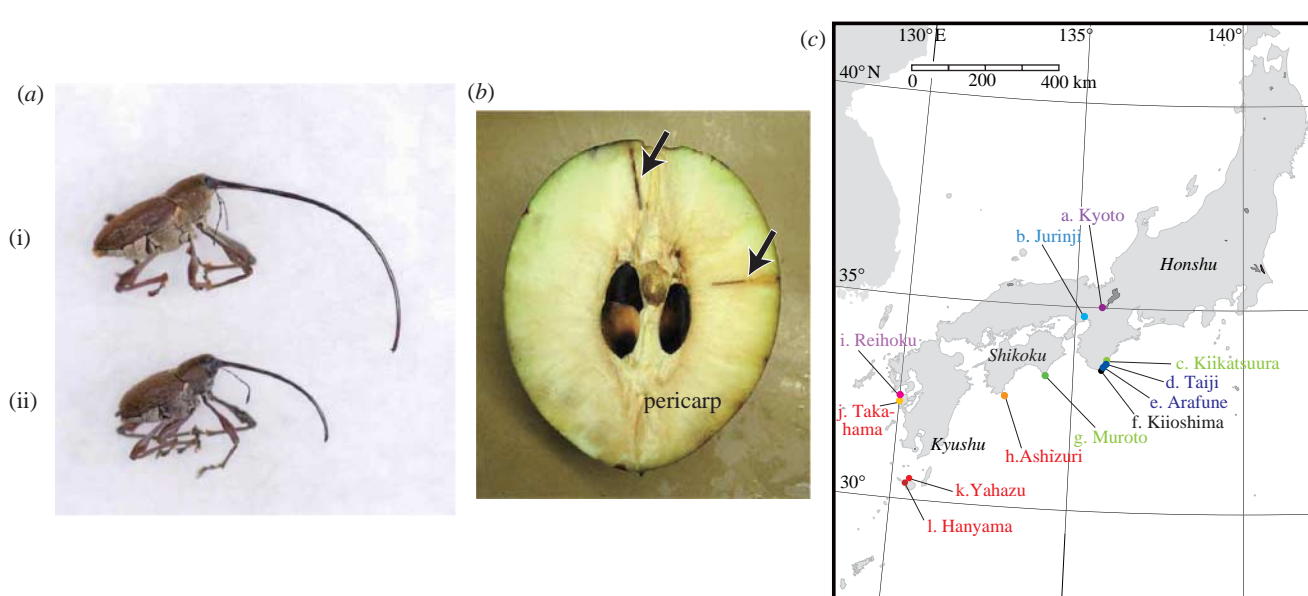 (a)
(i)
(ii)
(b)
pericarp
(c)
130° E
135°
140°
40° N
0 200 400 km
a. Kyoto
b. Jurinji
Honshu
35°
i. Reihoku
Shikoku
c. Kiikatsuura
d. Taiji
e. Arafune
f. Kiioshima
j. Taka-
hama
g. Muroto
Kyushu
h.Ashizuri
30°
k.Yahazu
l. Hanyama